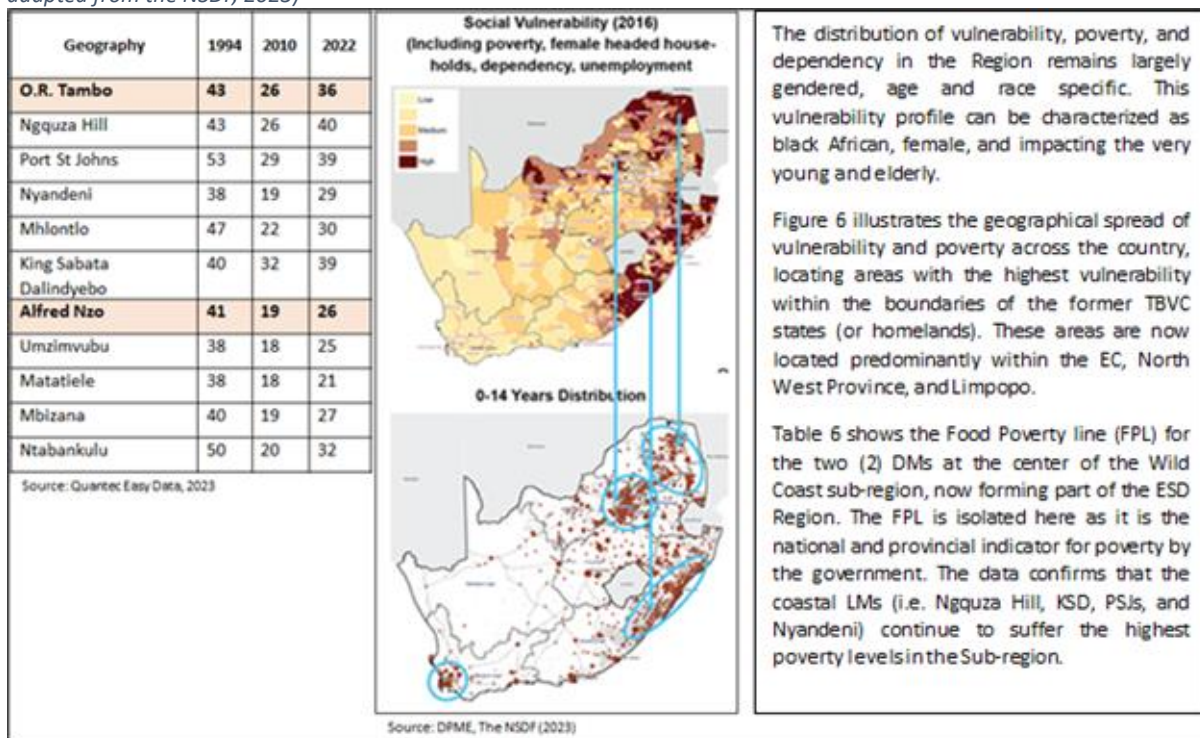 adapted from the NSDF, 2023)
Geography 1994 2010 2022
O.R. Tambo 43 26 36
Ngquza Hill 43 26 40
Port St Johns 53 29 39
Nyandeni 38 19 29
Mhlontlo 47 22 30
King Sabata 40 32 39
Dalindyebo
Alfred Nzo 41 19 26
Umzimvubu 38 18 25
Matatiele 38 18 21
Mbizana 40 19 27
Ntabankulu 50 20 32
Source: Quantec Easy Data, 2023
Social Vulnerability (2016)
(Including poverty, female headed house-
holds, dependency, unemployment
Low
Medium
High
0-14 Years Distribution
Source: DPME, The NSDF (2023)
The distribution of vulnerability, poverty, and
dependency in the Region remains largely
gendered, age and race specific. This
vulnerability profile can be characterized as
black African, female, and impacting the very
young and elderly.
Figure 6 illustrates the geographical spread of
vulnerability and poverty across the country,
locating areas with the highest vulnerability
within the boundaries of the former TBVC
states (or homelands). These areas are now
located predominantly within the EC, North
West Province, and Limpopo.
Table 6 shows the Food Poverty line (FPL) for
the two (2) DMs at the center of the Wild
Coast sub-region, now forming part of the ESD
Region. The FPL is isolated here as it is the
national and provincial indicator for poverty by
the government. The data confirms that the
coastal LMs (i.e. Ngquza Hill, KSD, PSJs, and
Nyandeni) continue to suffer the highest
poverty levels in the Sub-region.